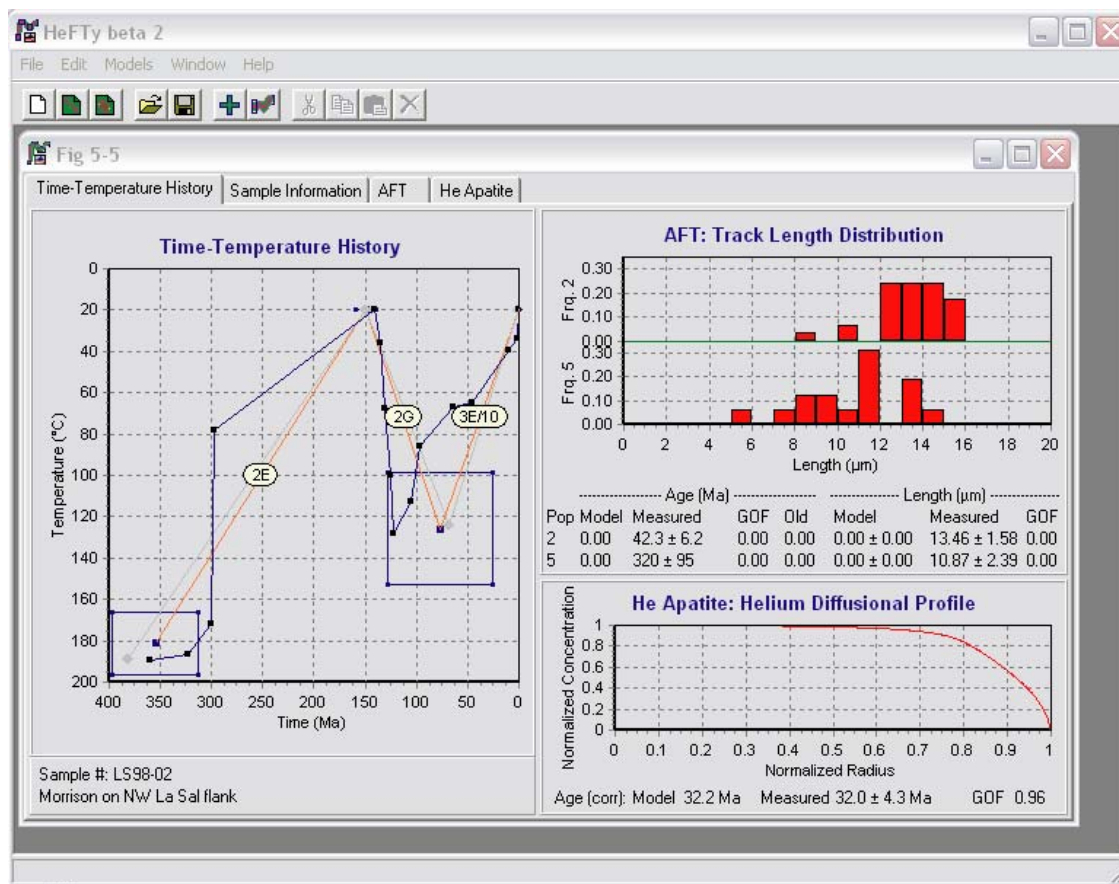 HeFTy beta 2
File Edit Models Window Help
Fig 5-5
Time-Temperature History Sample Information AFT He Apatite
Time-Temperature History
0
20
40
60
80
100
120
140
160
180
200
Temperature (°C)
2E
2G
3E/10
400 350 300 250 200 150 100 50 0
Time (Ma)
Sample #: LS98-02
Morrison on NW La Sal flank
AFT: Track Length Distribution
Frq. 2
0.30
0.20
0.10
0.00
Frq. 5
0.30
0.20
0.10
0.00
0 2 4 6 8 10 12 14 16 18 20
Length (µm)
--------------- Age (Ma) --------------- --------------- Length (µm) ---------------
Pop Model Measured GOF Old Model Measured GOF
2 0.00 42.3 ± 6.2 0.00 0.00 0.00 ± 0.00 13.46 ± 1.58 0.00
5 0.00 320 ± 95 0.00 0.00 0.00 ± 0.00 10.87 ± 2.39 0.00
He Apatite: Helium Diffusional Profile
Normalized Concentration
1
0.8
0.6
0.4
0.2
0
0 0.1 0.2 0.3 0.4 0.5 0.6 0.7 0.8 0.9 1
Normalized Radius
Age (corr): Model 32.2 Ma Measured 32.0 ± 4.3 Ma GOF 0.96